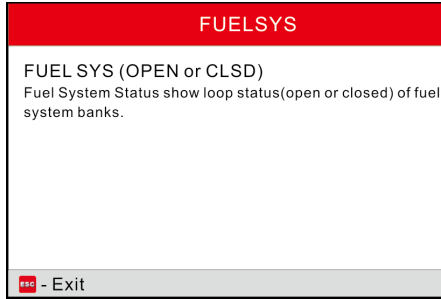 FUELSYS
FUEL SYS (OPEN or CLSD)
Fuel System Status show loop status(open or closed) of fuel
system banks.
ESC - Exit